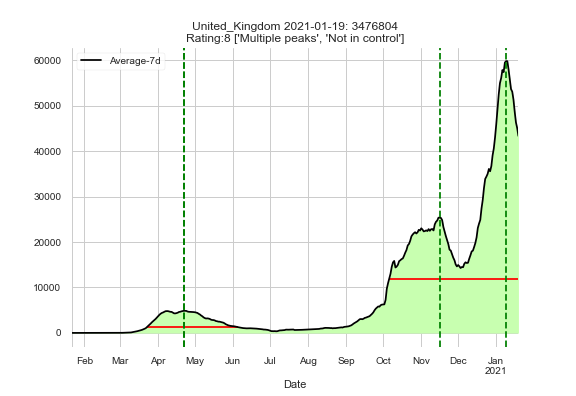 United_Kingdom 2021-01-19: 3476804
Rating:8 ['Multiple peaks', 'Not in control']
Average-7d
60000
50000
40000
30000
20000
10000
0
Feb Mar Apr May Jun Jul Aug Sep Oct Nov Dec Jan
2021
Date